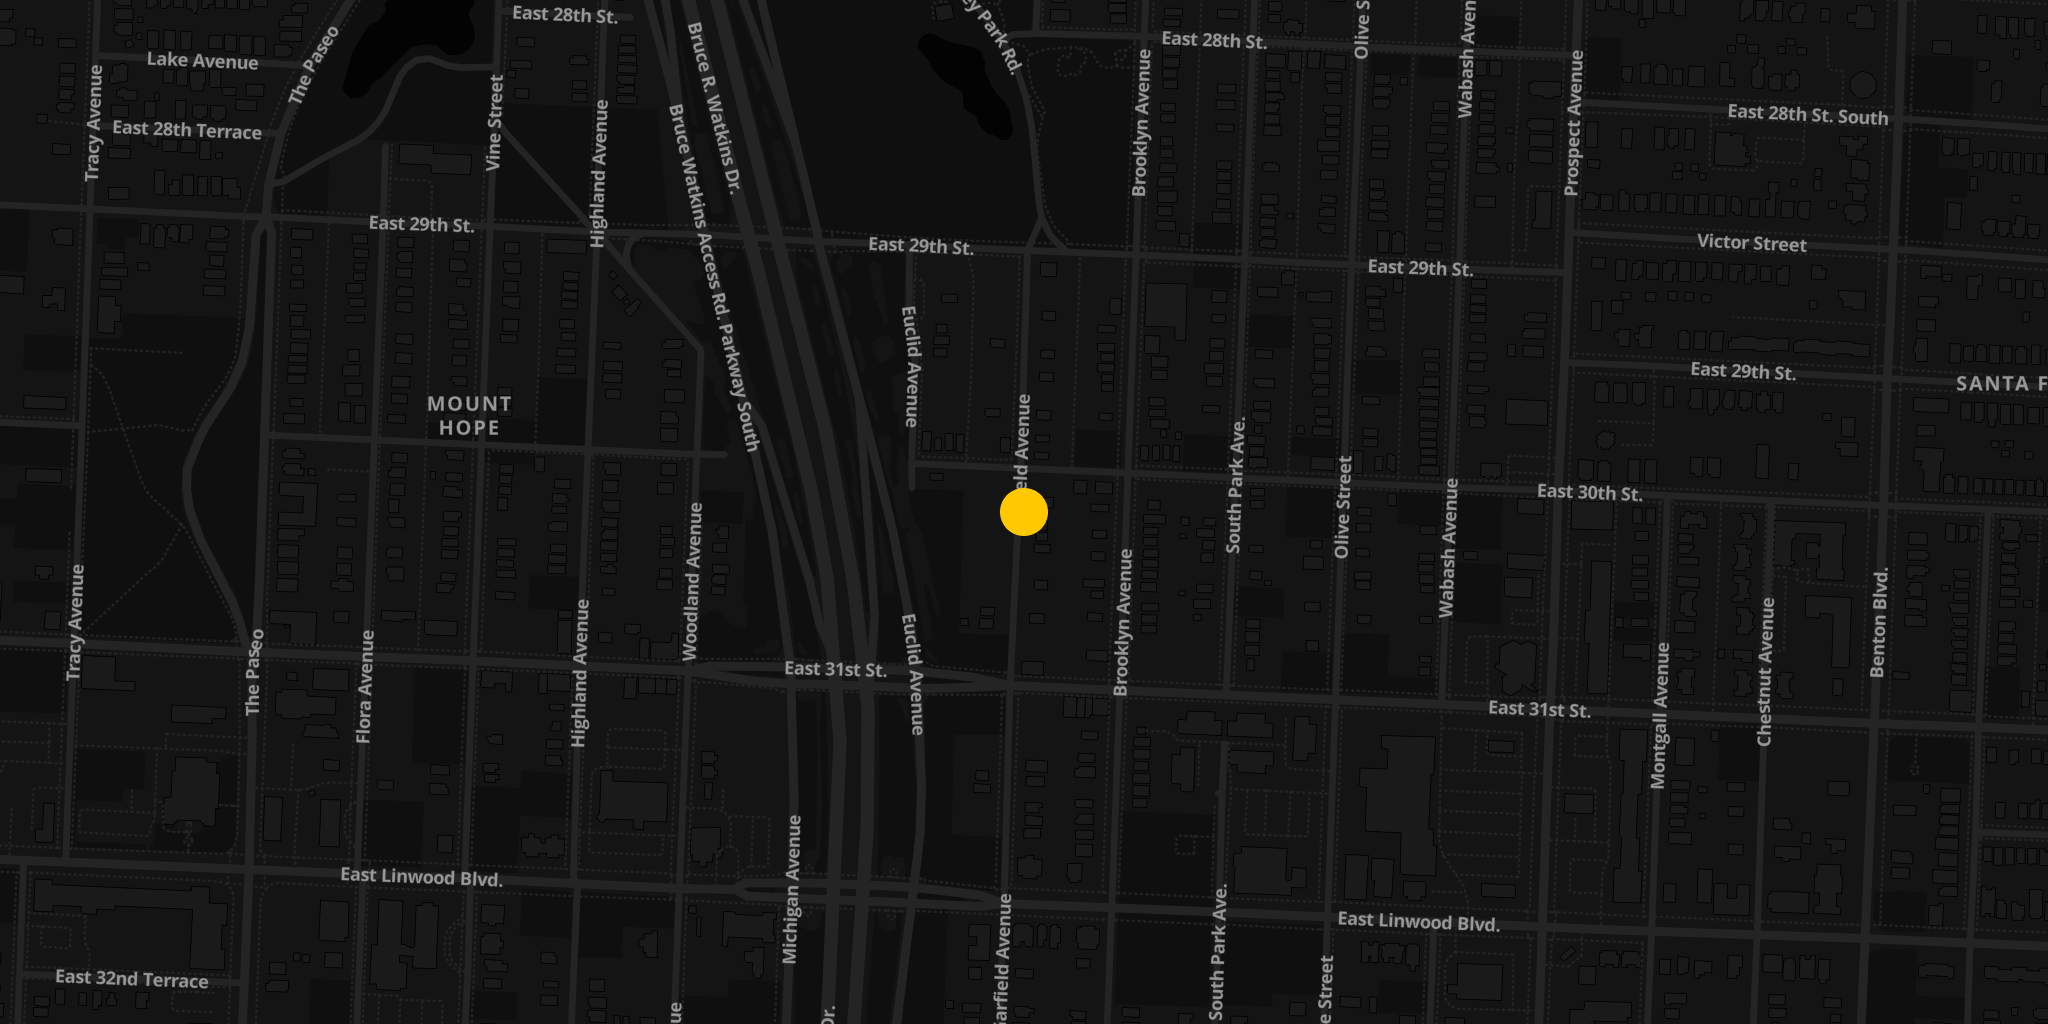 East 28th St.
Lake Avenue
The Paseo
Tracy Avenue
East 28th Terrace
Vine Street
Highland Avenue
Bruce R. Watkins Dr.
Bruce Watkins Access Rd. Parkway South
Park Rd.
East 28th St.
Olive
Wabash
Brooklyn Avenue
Prospect Avenue
East 28th St. South
East 29th St.
East 29th St.
East 29th St.
Victor Street
Euclid Avenue
East 29th St.
SANTA F
MOUNT
HOPE
Avenue
South Park Ave.
Olive Street
Wabash Avenue
East 30th St.
Woodland Avenue
Tracy Avenue
The Paseo
Flora Avenue
Highland Avenue
East 31st St.
Euclid Avenue
Brooklyn Avenue
East 31st St.
Montgall Avenue
Chestnut Avenue
Benton Blvd.
East Linwood Blvd.
Michigan Avenue
East Linwood Blvd.
South Park Ave.
Avenue
Street
East 32nd Terrace
Dr.